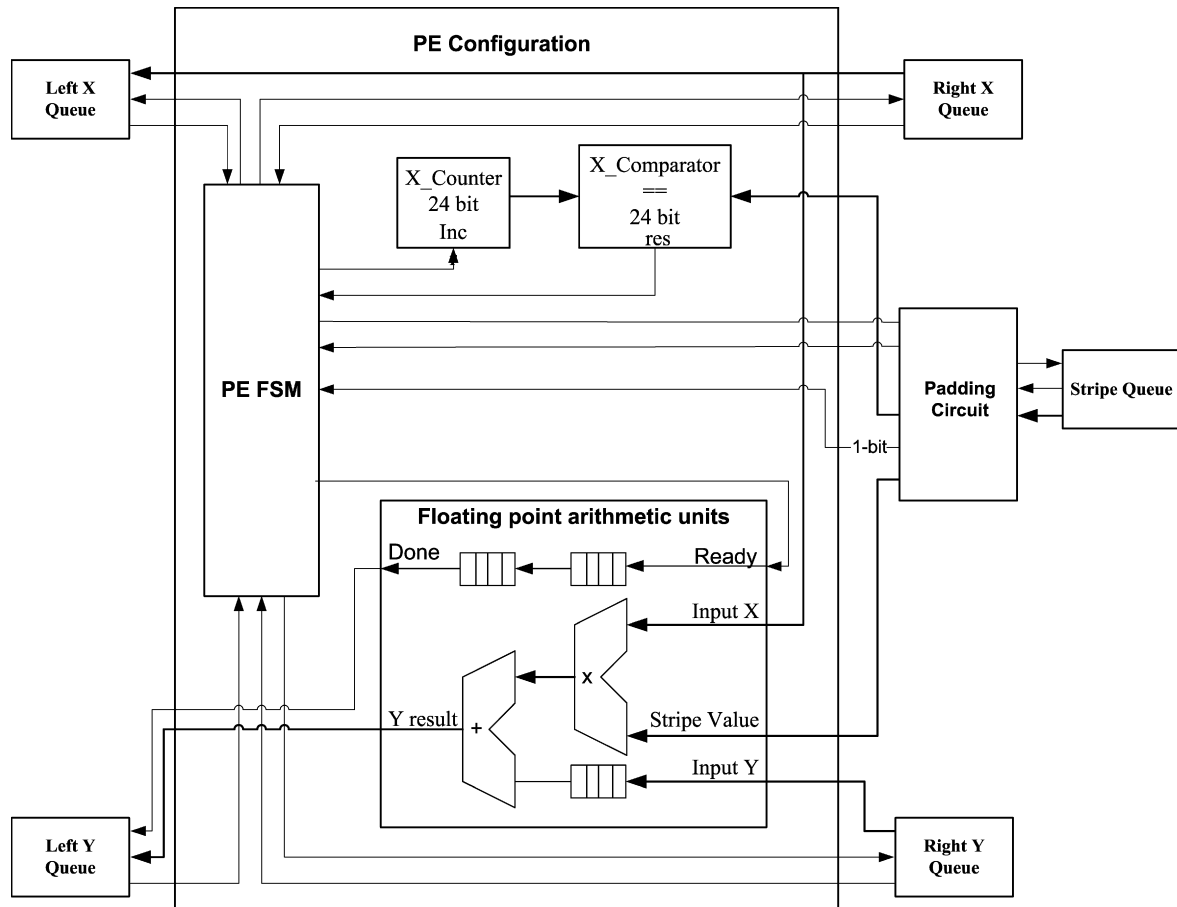 PE Configuration
Left X
Queue
Right X
Queue
X_Counter
24 bit
Inc
X_Comparator
==
24 bit
res
PE FSM
Padding
Circuit
Stripe Queue
1-bit
Floating point arithmetic units
Done
Ready
Input X
x
Stripe Value
Y result
+
Input Y
Left Y
Queue
Right Y
Queue